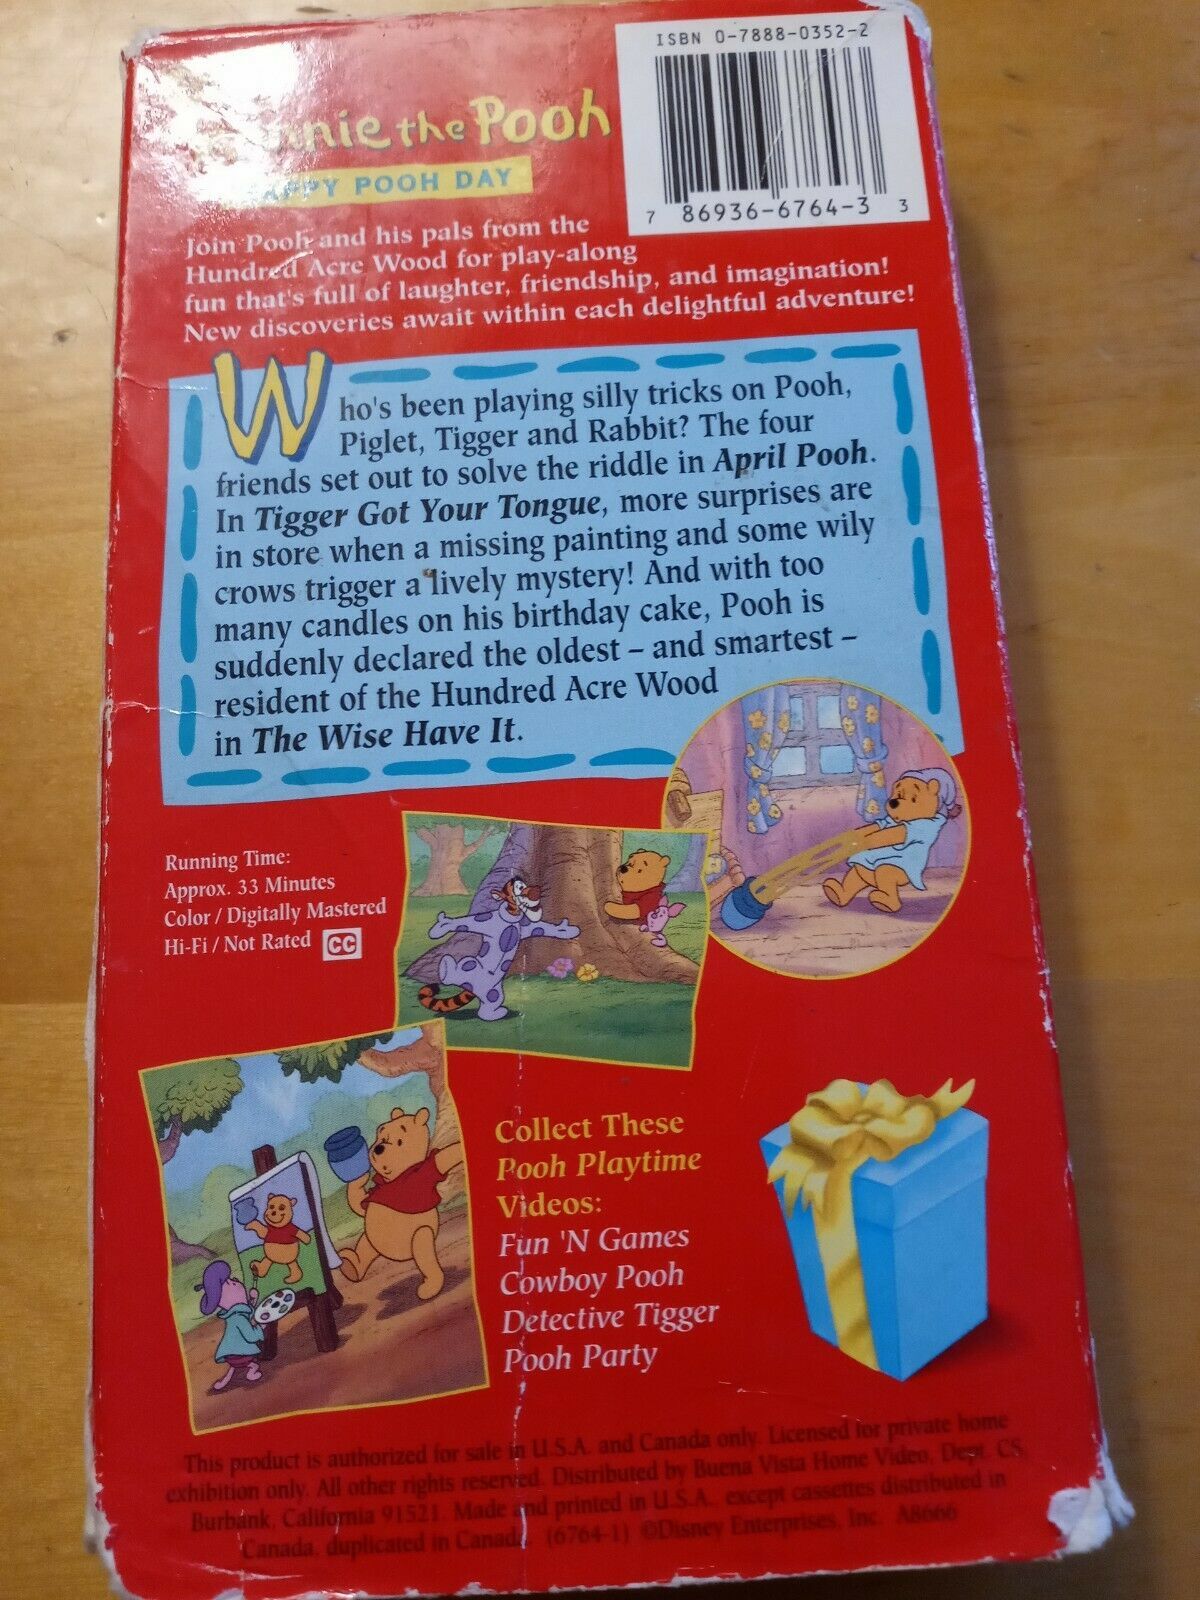 ISBN 0-7888-0352-2
7 86936-6764-3 3
the Pooh
POOH DAY
Join Pooh and his pals from the
Hundred Acre Wood for play-along
fun that's full of laughter, friendship, and imagination!
New discoveries await within each delightful adventure!
Who's been playing silly tricks on Pooh,
Piglet, Tigger and Rabbit? The four
friends set out to solve the riddle in April Pooh.
In Tigger Got Your Tongue, more surprises are
in store when a missing painting and some wily
crows trigger a lively mystery! And with too
many candles on his birthday cake, Pooh is
suddenly declared the oldest – and smartest –
resident of the Hundred Acre Wood
in The Wise Have It.
Running Time:
Approx. 33 Minutes
Color / Digitally Mastered
Hi-Fi / Not Rated CC
Collect These
Pooh Playtime
Videos:
Fun 'N Games
Cowboy Pooh
Detective Tigger
Pooh Party
This product is authorized for sale in U.S.A. and Canada only. Licensed for private home
exhibition only. All other rights reserved. Distributed by Buena Vista Home Video, Dept. CS,
Burbank, California 91521. Made and printed in U.S.A., except cassettes distributed in
Canada, duplicated in Canada. (6764-1) ©Disney Enterprises, Inc. A8666